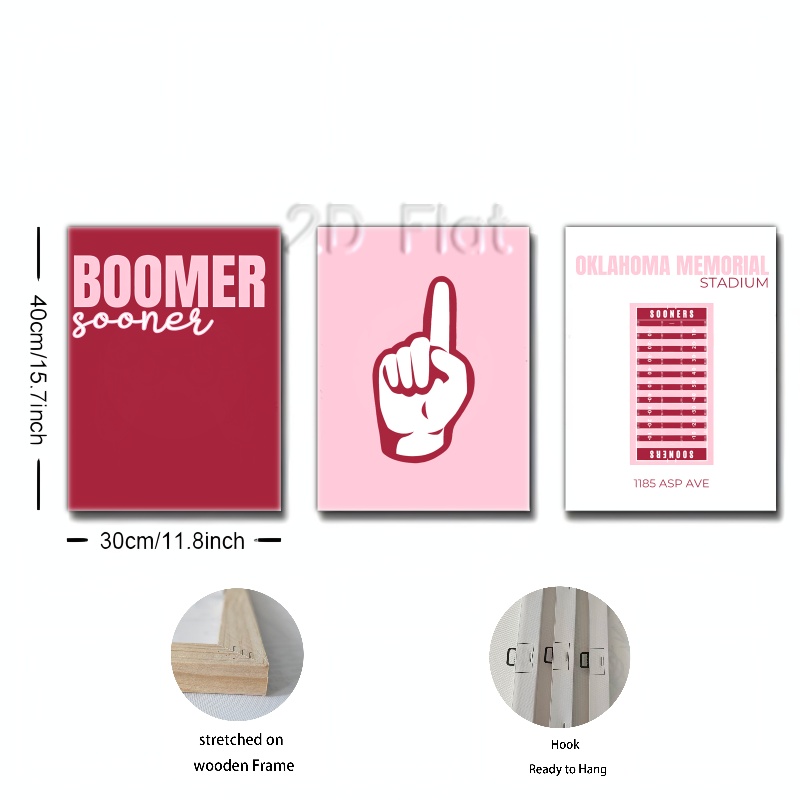 2D Flat
BOOMER
sooner
OKLAHOMA MEMORIAL
STADIUM
SOONERS
SOONERS
1185 ASP AVE
40cm/15.7inch
30cm/11.8inch
stretched on
wooden Frame
Hook
Ready to Hang